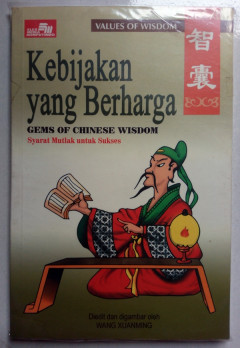 VALUES OF WISDOM
智囊
Kebijakan
yang Berharga
GEMS OF CHINESE WISDOM
Syarat Mutlak untuk Sukses
Diedit dan digambar oleh:
WANG XUANMING